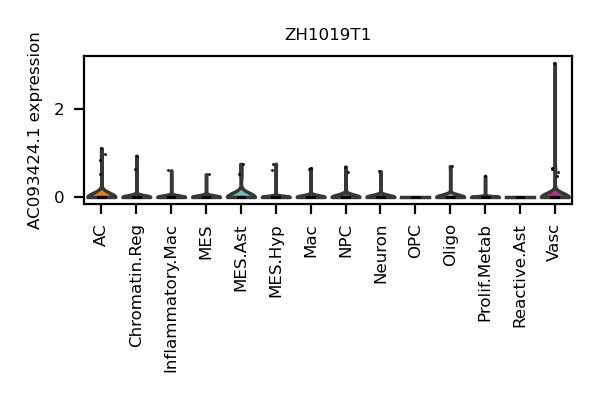 ZH1019T1
AC093424.1 expression
2
0
AC
Chromatin.Reg
Inflammatory.Mac
MES
MES.Ast
MES.Hyp
Mac
NPC
Neuron
OPC
Oligo
Prolif.Metab
Reactive.Ast
Vasc